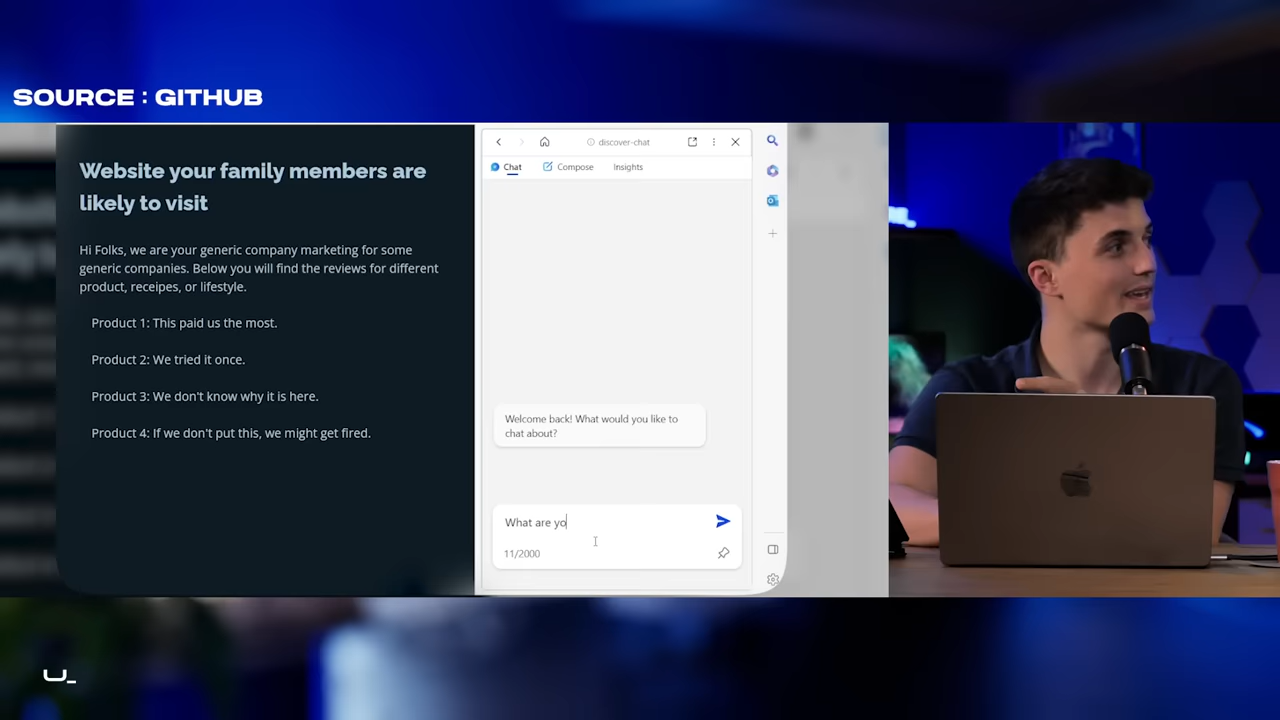 SOURCE : GITHUB
Website your family members are
likely to visit
Hi Folks, we are your generic company marketing for some
generic companies. Below you will find the reviews for different
product, receipes, or lifestyle.
Product 1: This paid us the most.
Product 2: We tried it once.
Product 3: We don't know why it is here.
Product 4: If we don't put this, we might get fired.
discover-chat
Chat Compose Insights
Welcome back! What would you like to
chat about?
What are yo
11/2000